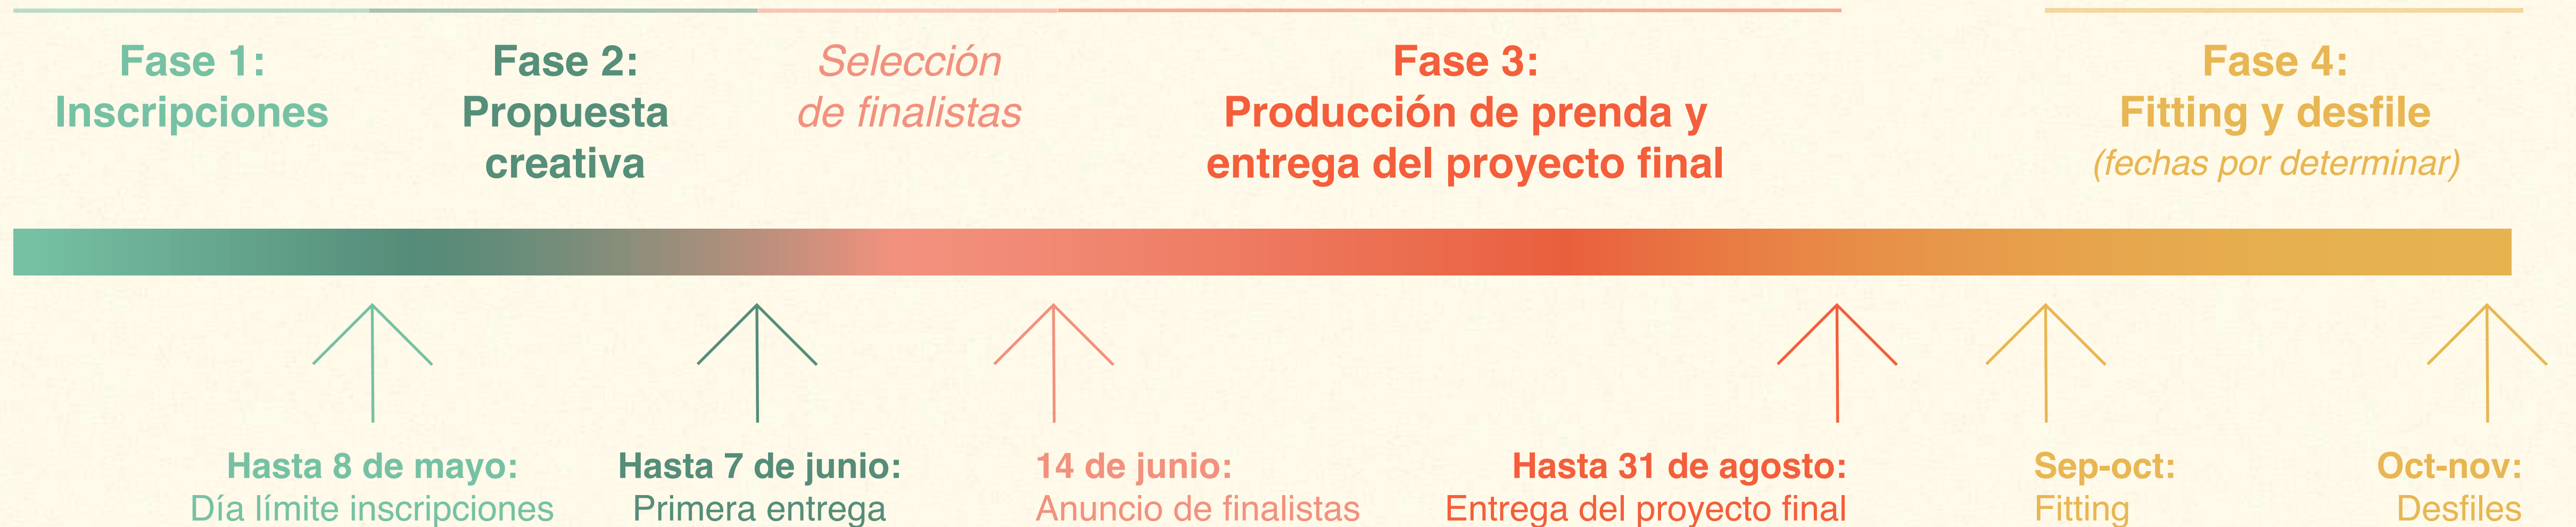 Fase 1:
Inscripciones
Fase 2:
Propuesta
creativa
Selección
de finalistas
Fase 3:
Producción de prenda y
entrega del proyecto final
Fase 4:
Fitting y desfile
(fechas por determinar)
Hasta 8 de mayo:
Día límite inscripciones
Hasta 7 de junio:
Primera entrega
14 de junio:
Anuncio de finalistas
Hasta 31 de agosto:
Entrega del proyecto final
Sep-oct:
Fitting
Oct-nov:
Desfiles